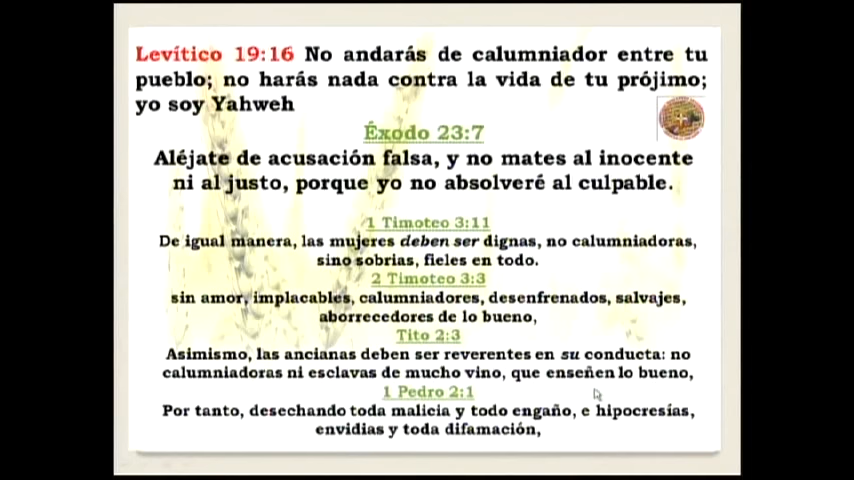 Levítico 19:16 No andarás de calumniador entre tu
pueblo; no harás nada contra la vida de tu prójimo;
yo soy Yahweh
Éxodo 23:7
Aléjate de acusación falsa, y no mates al inocente
ni al justo, porque yo no absolveré al culpable.
1 Timoteo 3:11
De igual manera, las mujeres deben ser dignas, no calumniadoras,
sino sobrias, fieles en todo.
2 Timoteo 3:3
sin amor, implacables, calumniadores, desenfrenados, salvajes,
aborrecedores de lo bueno,
Tito 2:3
Asimismo, las ancianas deben ser reverentes en su conducta: no
calumniadoras ni esclavas de mucho vino, que enseñen lo bueno,
1 Pedro 2:1
Por tanto, desechando toda malicia y todo engaño, e hipocresías,
envidias y toda difamación,